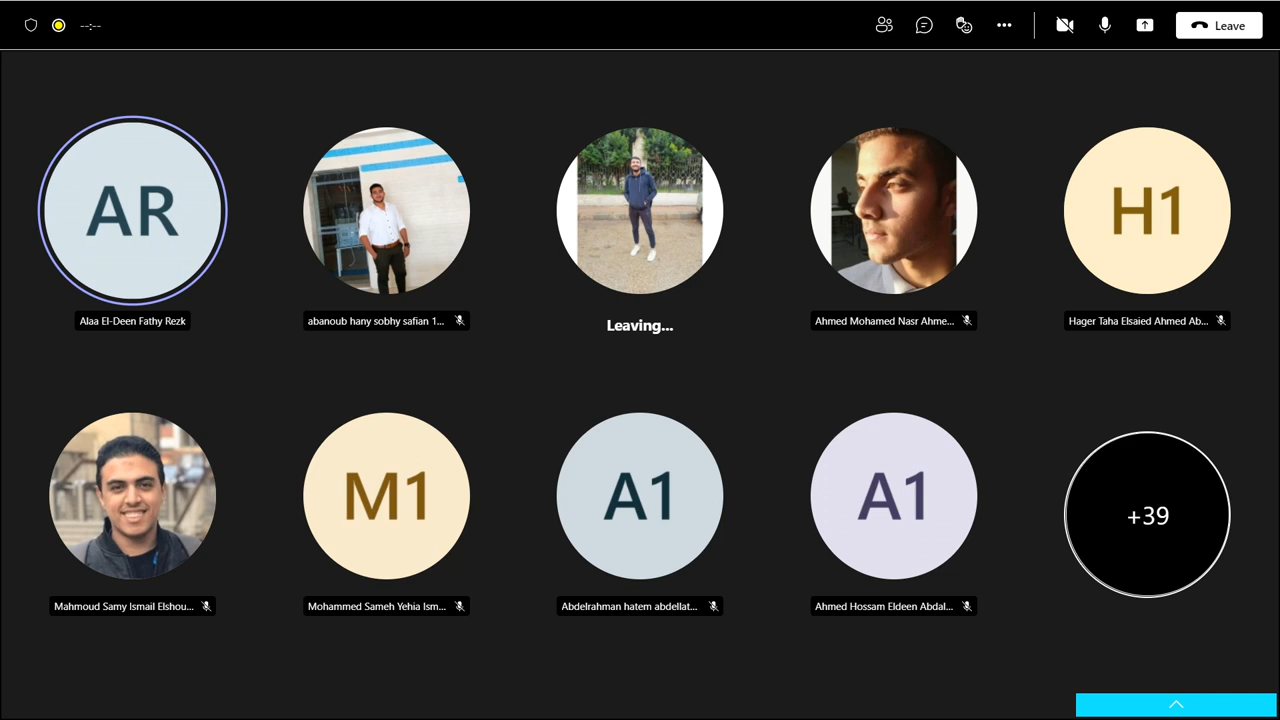 --:--
Leave
AR
H1
Alaa El-Deen Fathy Rezk
abanoub hany sobhy safian 1...
Leaving...
Ahmed Mohamed Nasr Ahme...
Hager Taha Elsaied Ahmed Ab...
M1
A1
A1
+39
Mahmoud Samy Ismail Elshou...
Mohammed Sameh Yehia Ism...
Abdelrahman hatem abdellat...
Ahmed Hossam Eldeen Abdal...